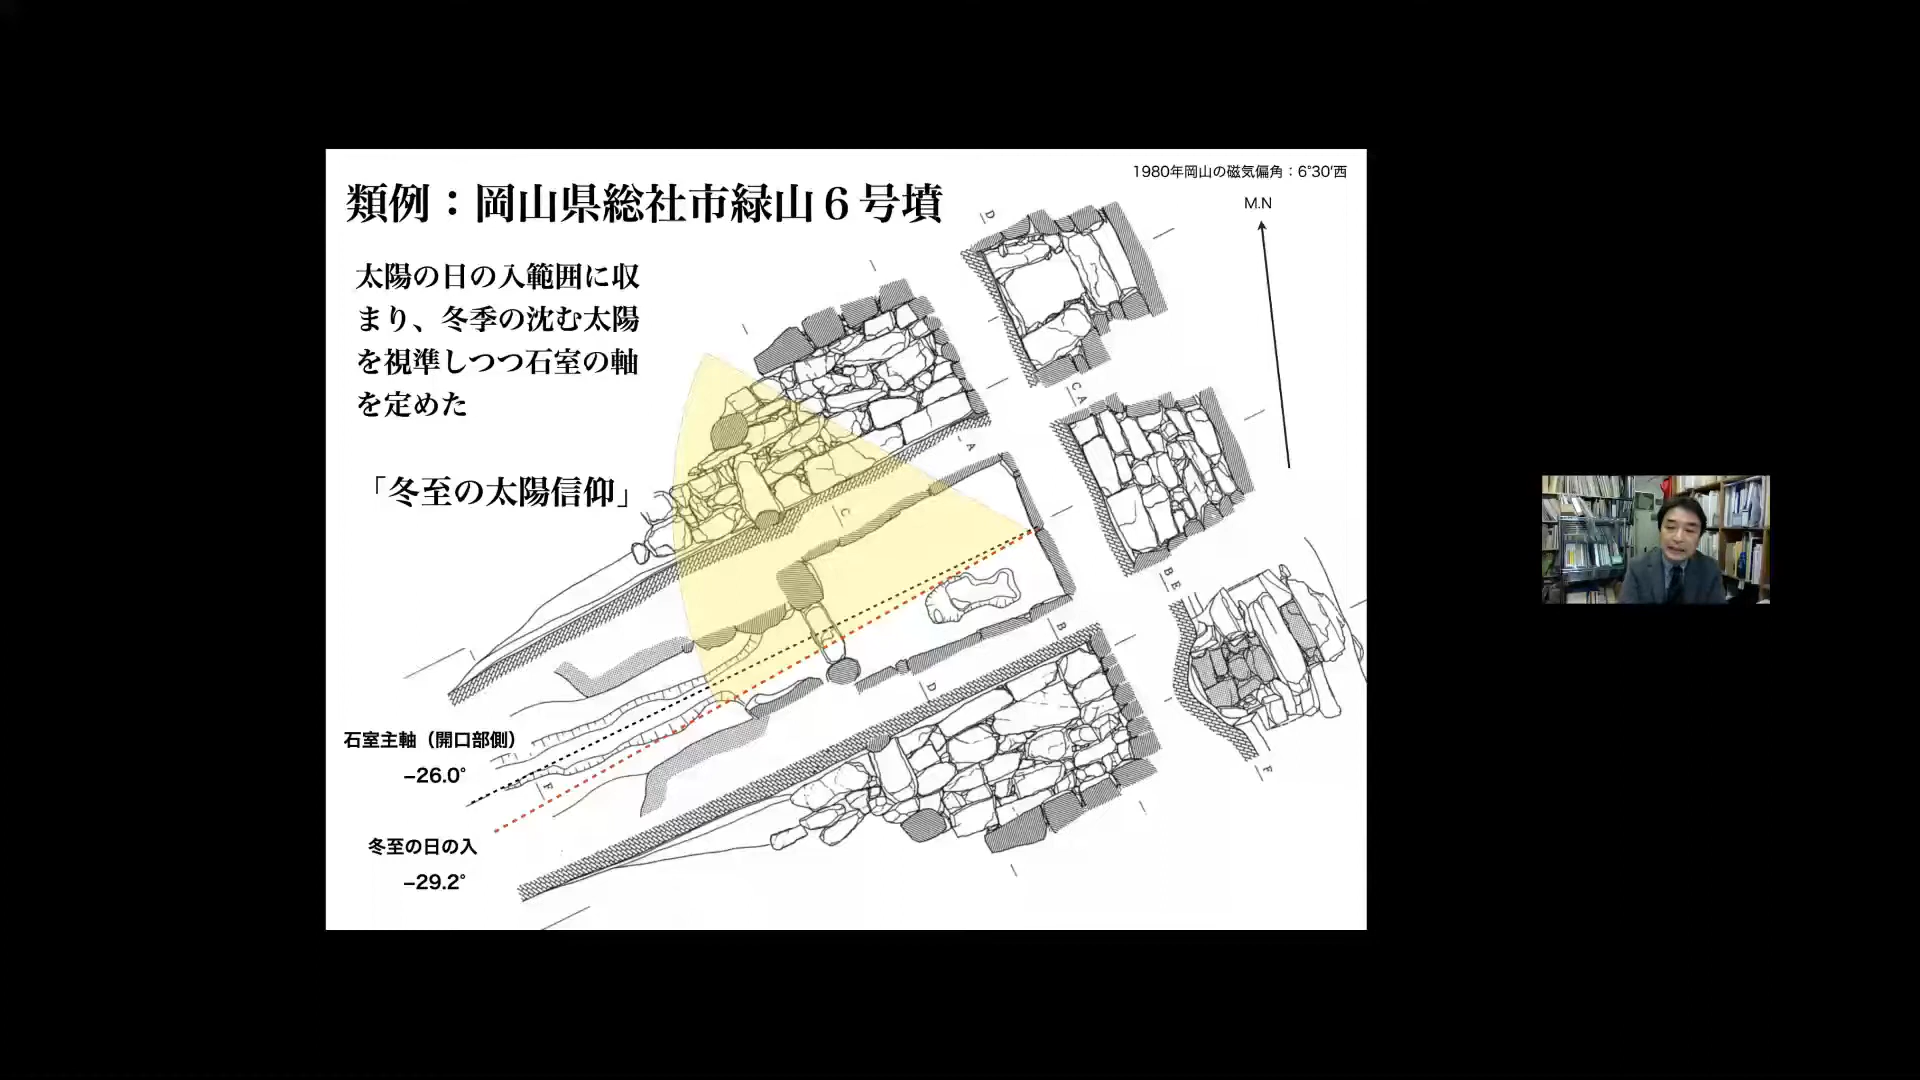 1980年岡山の磁気偏角：6°30′西
類例：岡山県総社市緑山６号墳
M.N
太陽の日の入範囲に収
まり、冬季の沈む太陽
を視準しつつ石室の軸
を定めた
「冬至の太陽信仰」
石室主軸（開口部側）
−26.0°
冬至の日の入
−29.2°
D
C A
A
C
B E
B
D
F
F